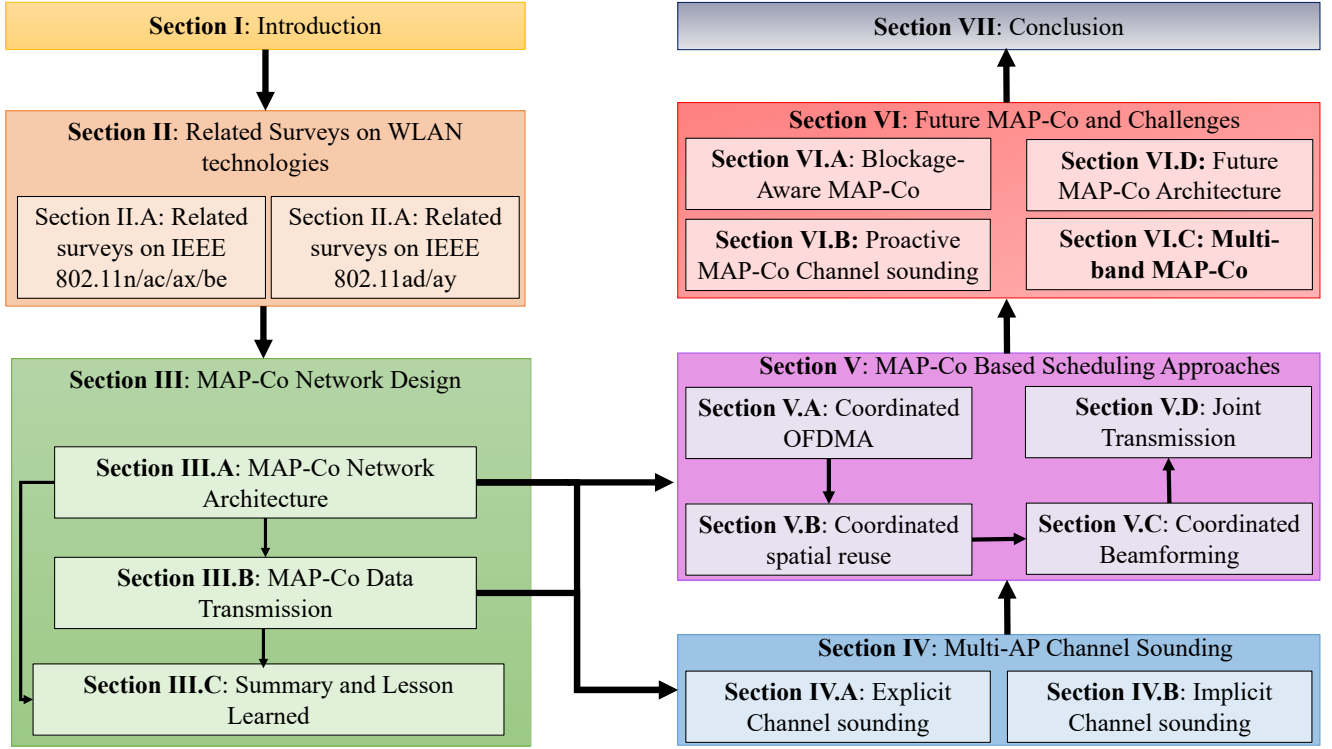 Section I: Introduction
Section II: Related Surveys on WLAN
technologies
Section II.A: Related
surveys on IEEE
802.11n/ac/ax/be
Section II.A: Related
surveys on IEEE
802.11ad/ay
Section III: MAP-Co Network Design
Section III.A: MAP-Co Network
Architecture
Section III.B: MAP-Co Data
Transmission
Section III.C: Summary and Lesson
Learned
Section VII: Conclusion
Section VI: Future MAP-Co and Challenges
Section VI.A: Blockage-
Aware MAP-Co
Section VI.D: Future
MAP-Co Architecture
Section VI.B: Proactive
MAP-Co Channel sounding
Section VI.C: Multi-
band MAP-Co
Section V: MAP-Co Based Scheduling Approaches
Section V.A: Coordinated
OFDMA
Section V.D: Joint
Transmission
Section V.B: Coordinated
spatial reuse
Section V.C: Coordinated
Beamforming
Section IV: Multi-AP Channel Sounding
Section IV.A: Explicit
Channel sounding
Section IV.B: Implicit
Channel sounding